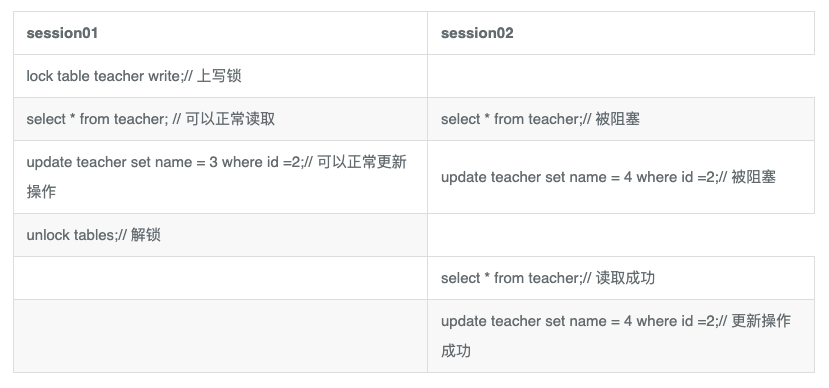 session01
session02
lock table teacher write;// 上写锁
select * from teacher; // 可以正常读取
select * from teacher;// 被阻塞
update teacher set name = 3 where id =2;// 可以正常更新
操作
update teacher set name = 4 where id =2;// 被阻塞
unlock tables;// 解锁
select * from teacher;// 读取成功
update teacher set name = 4 where id =2;// 更新操作
成功